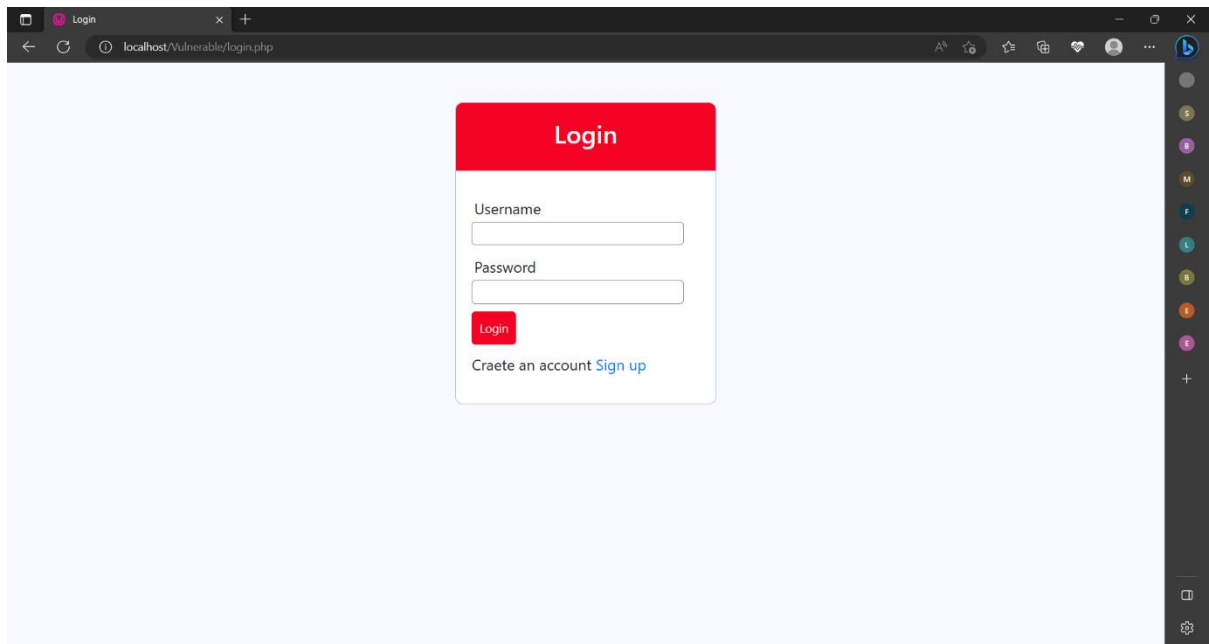 Login
localhost/Vulnerable/login.php
Login
Username
Password
Login
Craete an account Sign up
S
B
M
F
L
B
E
E